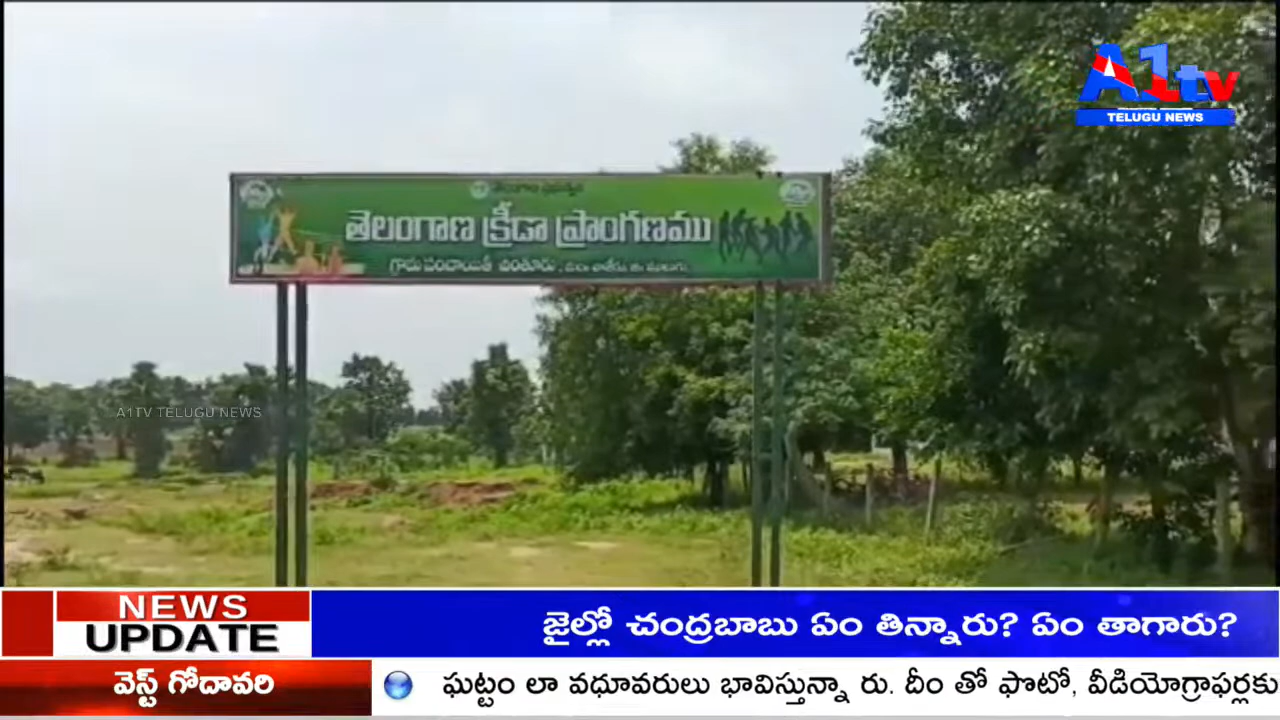 A1tv
TELUGU NEWS
తెలంగాణ క్రీడా ప్రాంగణము
గ్రామ పంచాయితీ
A1TV TELUGU NEWS
NEWS
UPDATE
జైల్లో చంద్రబాబు ఏం తిన్నారు? ఏం తాగారు?
వెస్ట్ గోదావరి
ఘట్టం లా వధూవరులు భావిస్తున్నా రు. దీం తో ఫొటో, వీడియోగ్రాఫర్లకు